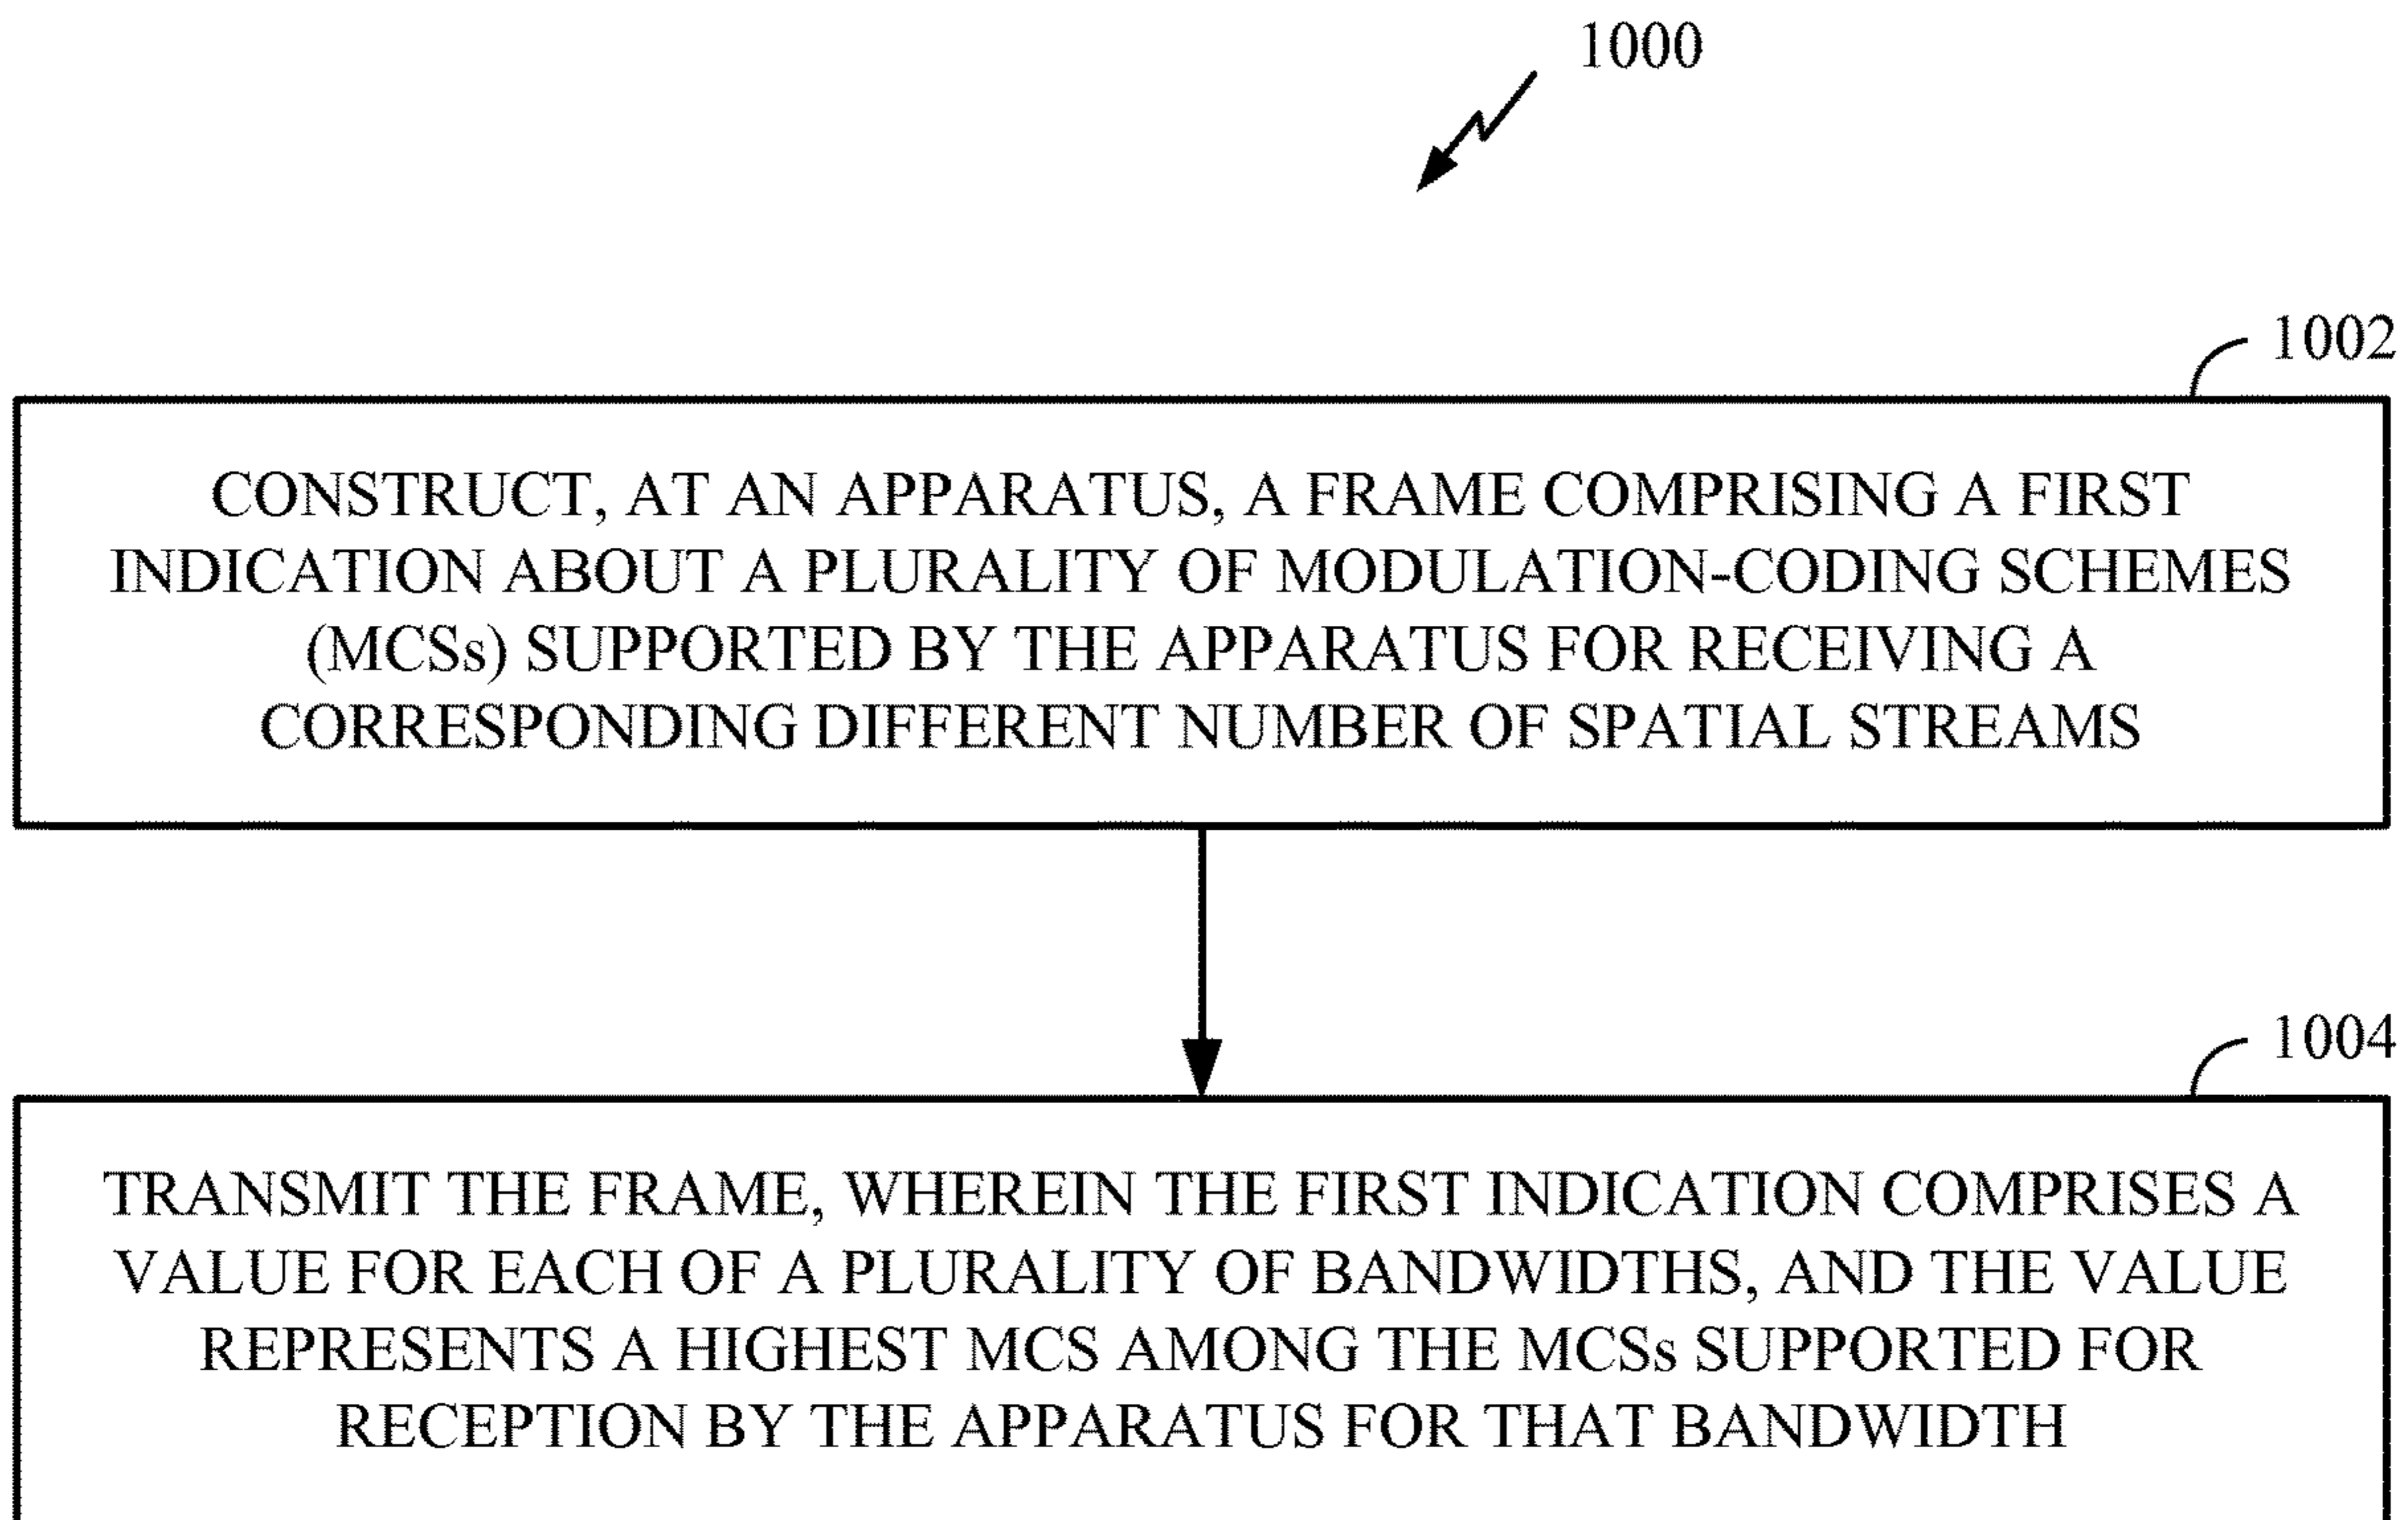 1000
1002
CONSTRUCT, AT AN APPARATUS, A FRAME COMPRISING A FIRST
INDICATION ABOUT A PLURALITY OF MODULATION-CODING SCHEMES
(MCSs) SUPPORTED BY THE APPARATUS FOR RECEIVING A
CORRESPONDING DIFFERENT NUMBER OF SPATIAL STREAMS
1004
TRANSMIT THE FRAME, WHEREIN THE FIRST INDICATION COMPRISES A
VALUE FOR EACH OF A PLURALITY OF BANDWIDTHS, AND THE VALUE
REPRESENTS A HIGHEST MCS AMONG THE MCSs SUPPORTED FOR
RECEPTION BY THE APPARATUS FOR THAT BANDWIDTH